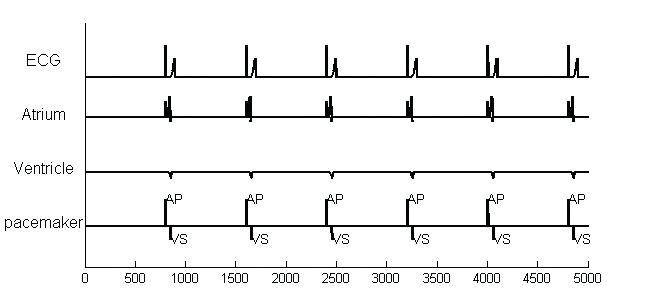 ECG
Atrium
Ventricle
AP AP AP AP AP AP
pacemaker
VS VS VS VS VS VS
0 500 1000 1500 2000 2500 3000 3500 4000 4500 5000